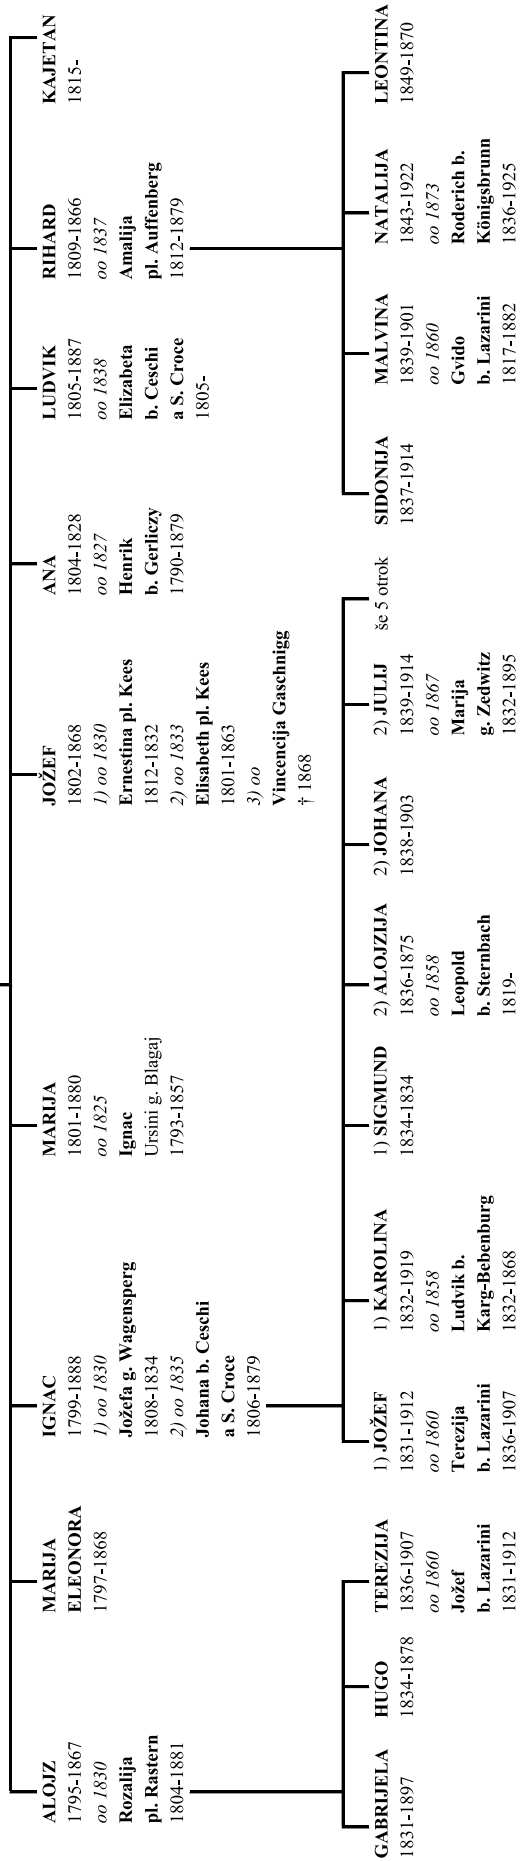 ALOJZ
1795-1867
oo 1830
Rozalija
pl. Rastern
1804-1881
MARIJA
ELEONORA
1797-1868
IGNAC
1799-1888
1) oo 1830
Jožefa g. Wagensperg
1808-1834
2) oo 1835
Johana b. Ceschi
a S. Croce
1806-1879
MARIJA
1801-1880
oo 1825
Ignac
Ursini g. Blagaj
1793-1857
JOŽEF
1802-1868
1) oo 1830
Ernestina pl. Kees
1812-1832
2) oo 1833
Elisabeth pl. Kees
1801-1863
3) oo
Vincencija Gaschnigg
† 1868
ANA
1804-1828
oo 1827
Henrik
b. Gerliczy
1790-1879
LUDVIK
1805-1887
oo 1838
Elizabeta
b. Ceschi
a S. Croce
1805-
RIHARD
1809-1866
oo 1837
Amalija
pl. Auffenberg
1812-1879
KAJETAN
1815-
GABRIJELA
1831-1897
HUGO
1834-1878
TEREZIJA
1836-1907
oo 1860
Jožef
b. Lazarini
1831-1912
1) JOŽEF
1831-1912
oo 1860
Terezija
b. Lazarini
1836-1907
1) KAROLINA
1832-1919
oo 1858
Ludvik b.
Karg-Bebenburg
1832-1868
1) SIGMUND
1834-1834
2) ALOJZIJA
1836-1875
oo 1858
Leopold
b. Sternbach
1819-
2) JOHANA
1838-1903
2) JULIJ
1839-1914
oo 1867
Marija
g. Zedwitz
1832-1895
še 5 otrok
SIDONIJA
1837-1914
MALVINA
1839-1901
oo 1860
Gvido
b. Lazarini
1817-1882
NATALIJA
1843-1922
oo 1873
Roderich b.
Königsbrunn
1836-1925
LEONTINA
1849-1870